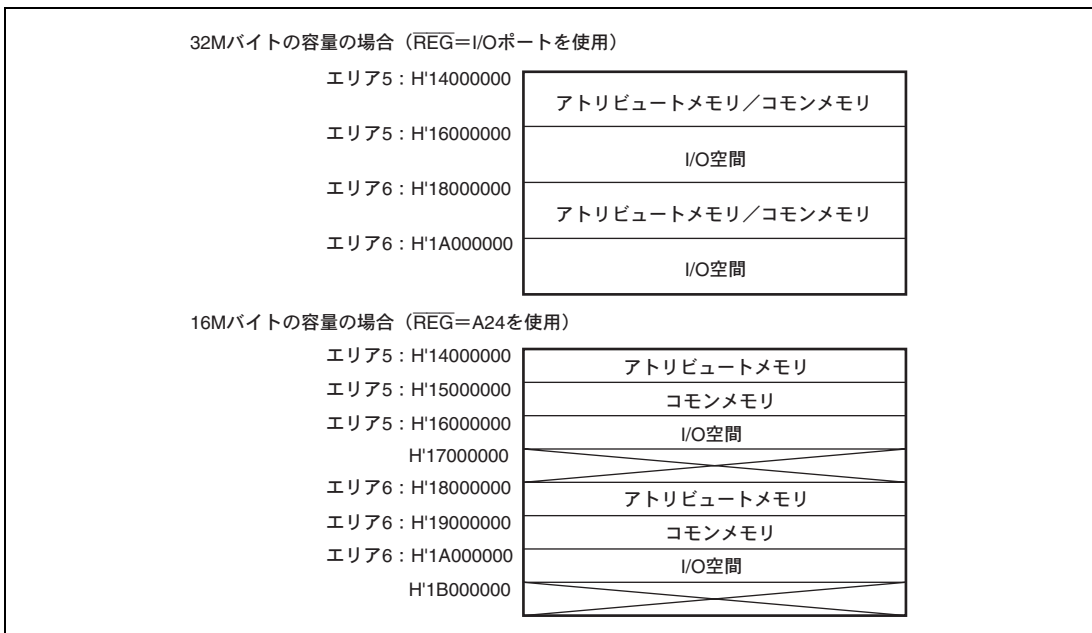 32Mバイトの容量の場合（REG＝I/Oポートを使用）
エリア5：H'14000000
アトリビュートメモリ／コモンメモリ
エリア5：H'16000000
I/O空間
エリア6：H'18000000
アトリビュートメモリ／コモンメモリ
エリア6：H'1A000000
I/O空間
16Mバイトの容量の場合（REG＝A24を使用）
エリア5：H'14000000
アトリビュートメモリ
エリア5：H'15000000
コモンメモリ
エリア5：H'16000000
I/O空間
H'17000000
エリア6：H'18000000
アトリビュートメモリ
エリア6：H'19000000
コモンメモリ
エリア6：H'1A000000
I/O空間
H'1B000000